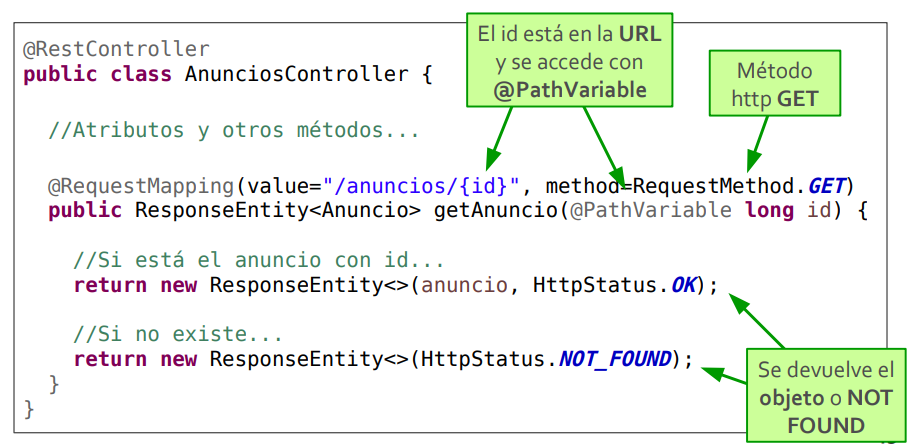 El id está en la URL
y se accede con
@PathVariable
Método
http GET
@RestController
public class AnunciosController {
//Atributos y otros métodos...
@RequestMapping(value="/anuncios/{id}", method=RequestMethod.GET)
public ResponseEntity<Anuncio> getAnuncio(@PathVariable long id) {
//Si está el anuncio con id...
return new ResponseEntity<>(anuncio, HttpStatus.OK);
//Si no existe...
return new ResponseEntity<>(HttpStatus.NOT_FOUND);
}
}
Se devuelve el
objeto o NOT
FOUND